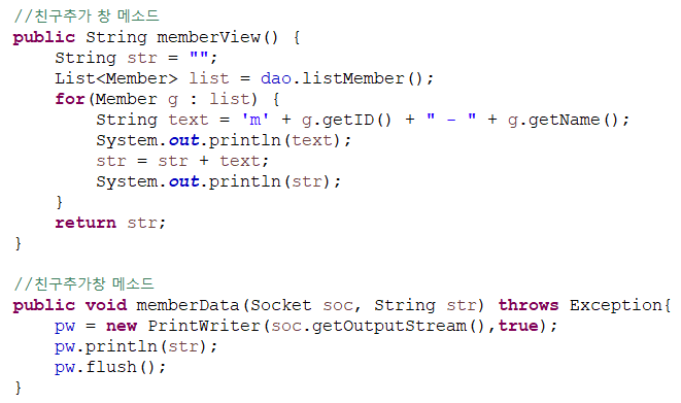 //친구추가 창 메소드
public String memberView() {
    String str = "";
    List<Member> list = dao.listMember();
    for(Member g : list) {
        String text = 'm' + g.getID() + " - " + g.getName();
        System.out.println(text);
        str = str + text;
        System.out.println(str);
    }
    return str;
}
//친구추가창 메소드
public void memberData(Socket soc, String str) throws Exception{
    pw = new PrintWriter(soc.getOutputStream(),true);
    pw.println(str);
    pw.flush();
}